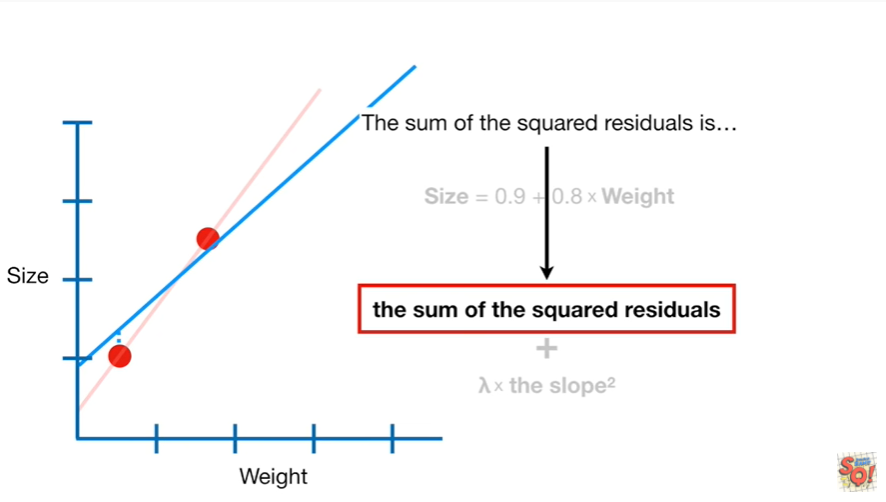 The sum of the squared residuals is…
Size = 0.9 + 0.8 × Weight
Size
the sum of the squared residuals
+
λ × the slope²
Weight
SQ!